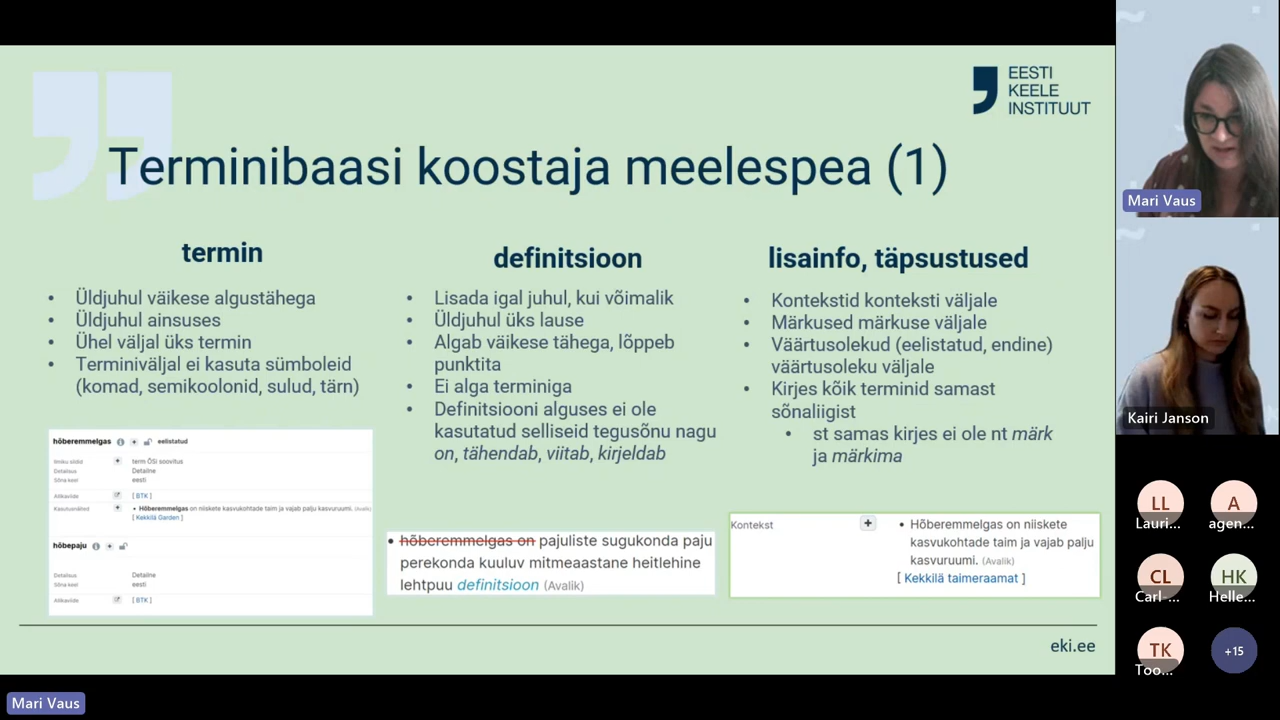 EESTI
KEELE
INSTITUUT
Terminibaasi koostaja meelespea (1)
termin
• Üldjuhul väikese algustähega
• Üldjuhul ainsuses
• Ühel väljal üks termin
• Terminiväljal ei kasuta sümboleid
(komad, semikoolonid, sulud, tärn)
hõberemmelgas eelistatud
Ilmiku sildid term ÕSi soovitus
Detailsus Detailne
Sõna keel eesti
Allikaviide [ BTK ]
Kasutusnäited • Hõberemmelgas on niiskete kasvukohtade taim ja vajab palju kasvuruumi. (Avalik)
[ Kekkilä Garden ]
hõbepaju
Detailsus Detailne
Sõna keel eesti
Allikaviide [ BTK ]
definitsioon
• Lisada igal juhul, kui võimalik
• Üldjuhul üks lause
• Algab väikese tähega, lõppeb
punktita
• Ei alga terminiga
• Definitsiooni alguses ei ole
kasutatud selliseid tegusõnu nagu
on, tähendab, viitab, kirjeldab
• hõberemmelgas on pajuliste sugukonda paju
perekonda kuuluv mitmeaastane heitlehine
lehtpuu definitsioon (Avalik)
lisainfo, täpsustused
• Kontekstid konteksti väljale
• Märkused märkuse väljale
• Väärtusolekud (eelistatud, endine)
väärtusoleku väljale
• Kirjes kõik terminid samast
sõnaliigist
• st samas kirjes ei ole nt märk
ja märkima
Kontekst + • Hõberemmelgas on niiskete
kasvukohtade taim ja vajab palju
kasvuruumi. (Avalik)
[ Kekkilä taimeraamat ]
eki.ee
Mari Vaus
Mari Vaus
Kairi Janson
LL A
Lauri... agen...
CL HK
Carl-... Helle...
TK +15
Too...